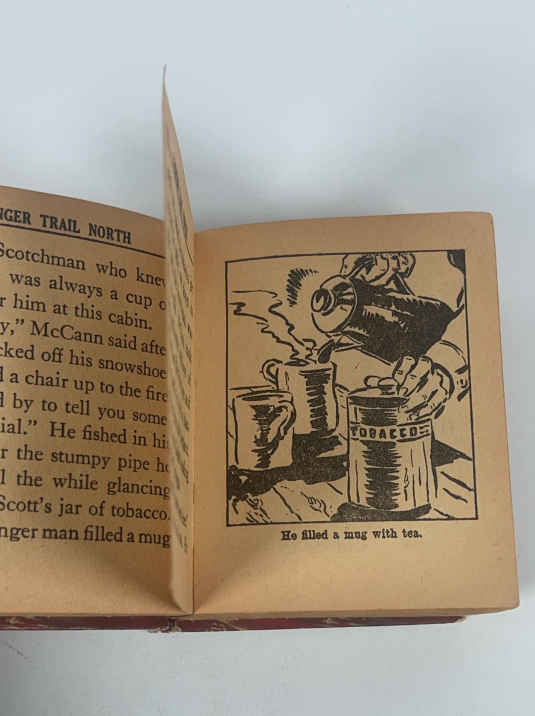 NGER TRAIL NORTH
Scotchman who knew
was always a cup o
r him at this cabin.
y,” McCann said afte
cked off his snowshoe
d a chair up to the fire
d by to tell you some
ial.” He fished in hi
r the stumpy pipe he
l the while glancing
Scott’s jar of tobacco.
nger man filled a mug
TOBACCO
He filled a mug with tea.